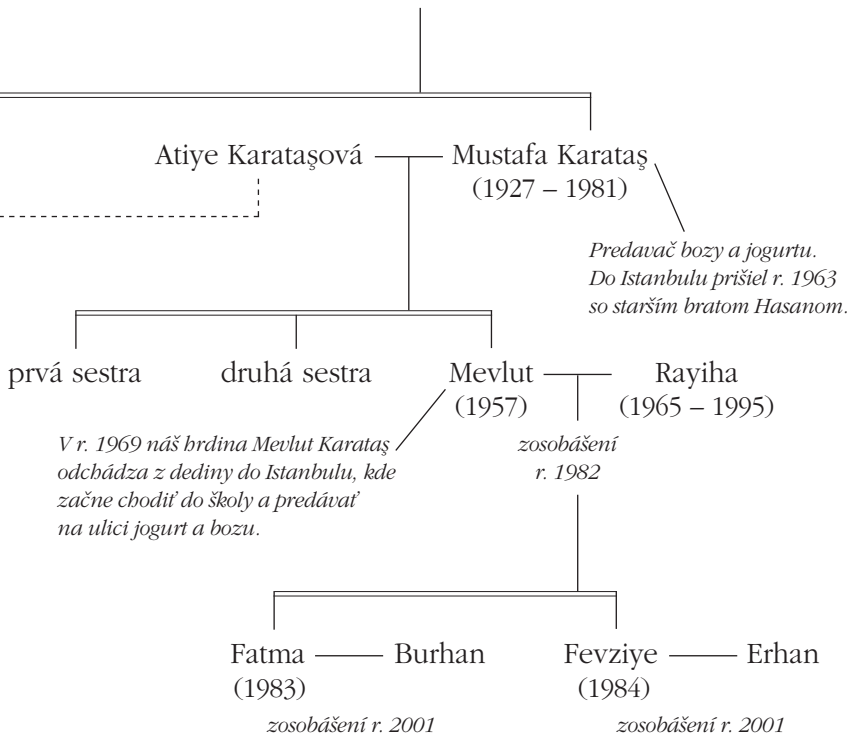 Atiye Karataşová
Mustafa Karataş
(1927 – 1981)
Predavač bozy a jogurtu.
Do Istanbulu prišiel r. 1963
so starším bratom Hasanom.
prvá sestra
druhá sestra
Mevlut
(1957)
Rayiha
(1965 – 1995)
V r. 1969 náš hrdina Mevlut Karataş
odchádza z dediny do Istanbulu, kde
začne chodiť do školy a predávať
na ulici jogurt a bozu.
zosobášení
r. 1982
Fatma
(1983)
Burhan
zosobášení r. 2001
Fevziye
(1984)
Erhan
zosobášení r. 2001